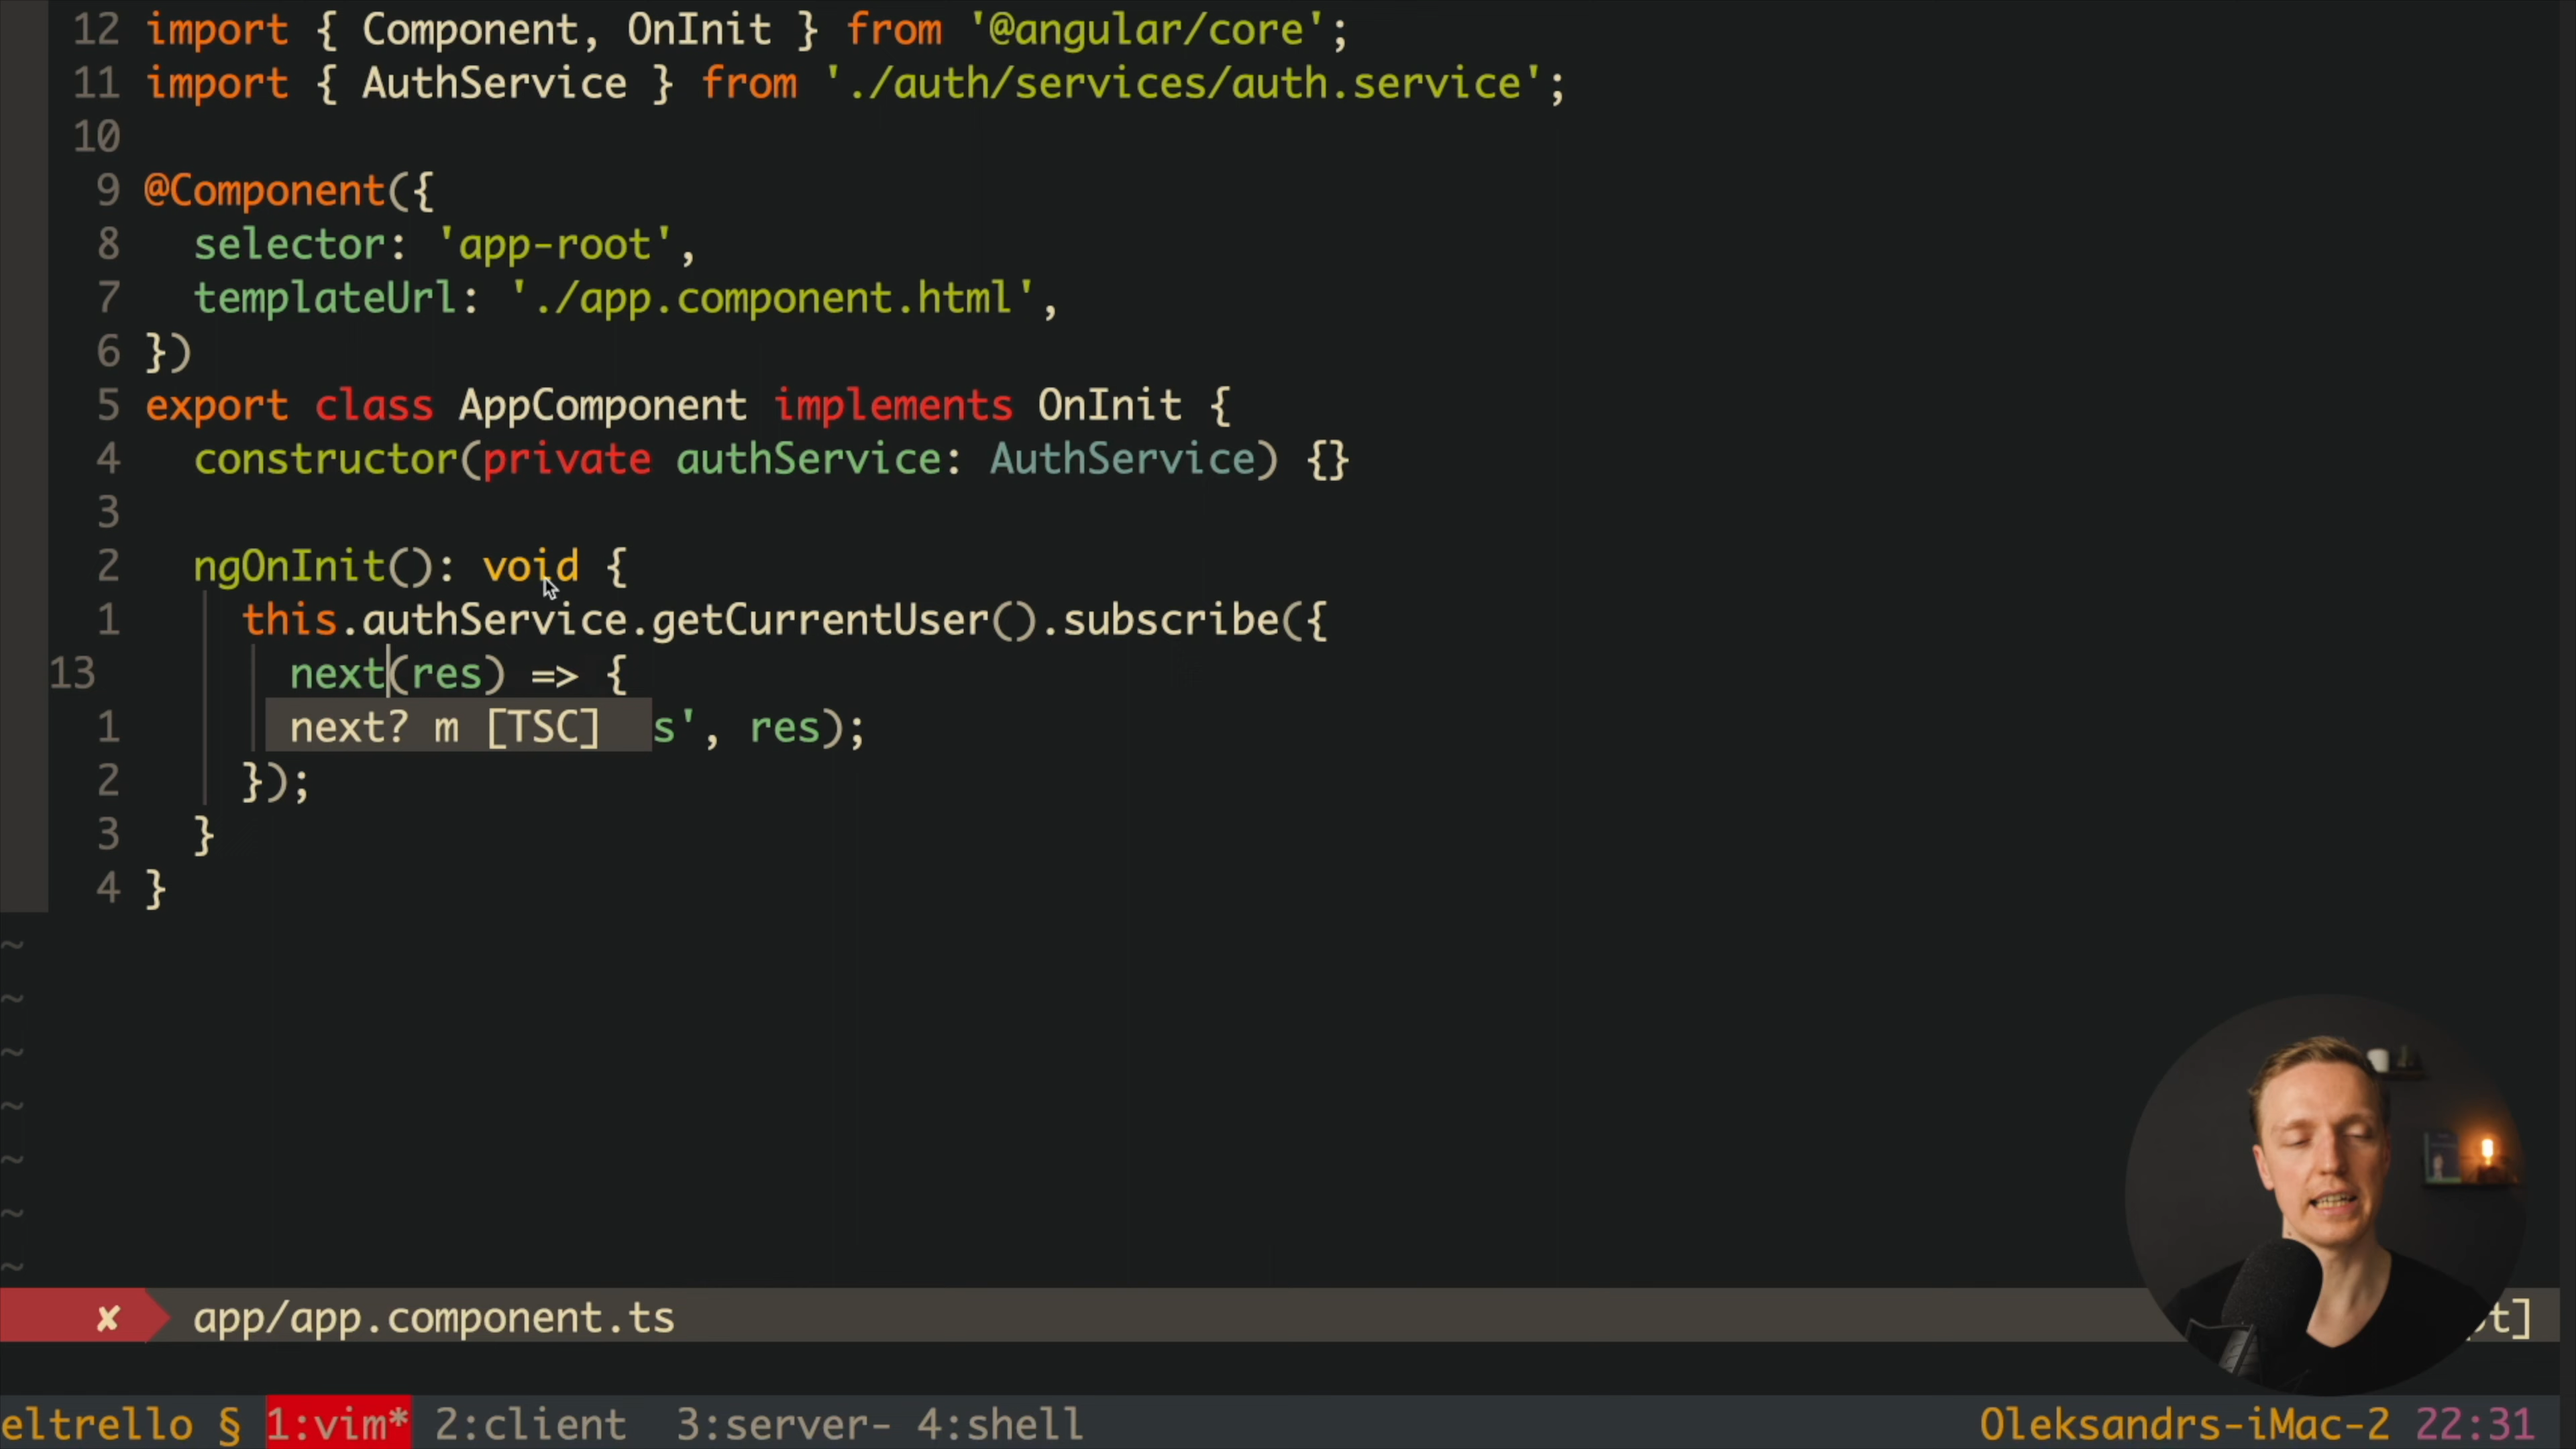 12 import { Component, OnInit } from '@angular/core';
11 import { AuthService } from './auth/services/auth.service';
10
9 @Component({
8 selector: 'app-root',
7 templateUrl: './app.component.html',
6 })
5 export class AppComponent implements OnInit {
4 constructor(private authService: AuthService) {}
3
2 ngOnInit(): void {
1 this.authService.getCurrentUser().subscribe({
13 next(res) => {
1 next? m [TSC] s', res);
2 });
3 }
4 }
~
~
~
~
~
~
~
✘ app/app.component.ts
eltrello § 1:vim* 2:client 3:server- 4:shell Oleksandrs-iMac-2 22:31